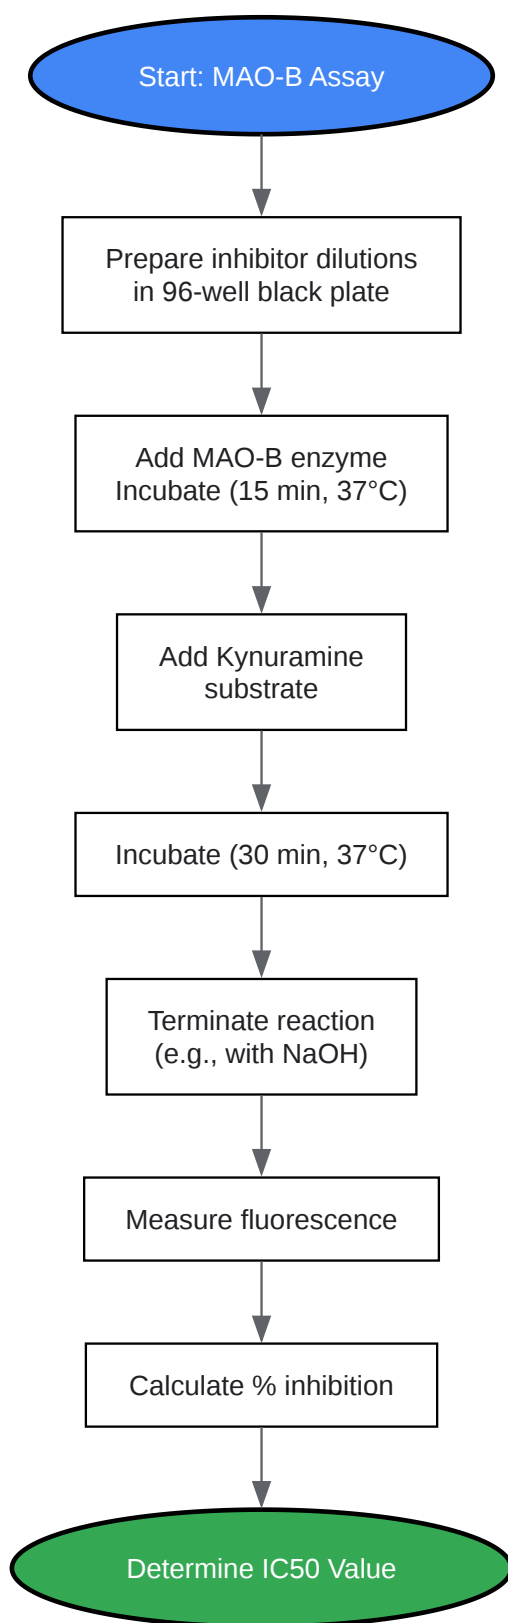 Start: MAO-B Assay
Prepare inhibitor dilutions
in 96-well black plate
Add MAO-B enzyme
Incubate (15 min, 37°C)
Add Kynuramine
substrate
Incubate (30 min, 37°C)
Terminate reaction
(e.g., with NaOH)
Measure fluorescence
Calculate % inhibition
Determine IC50 Value